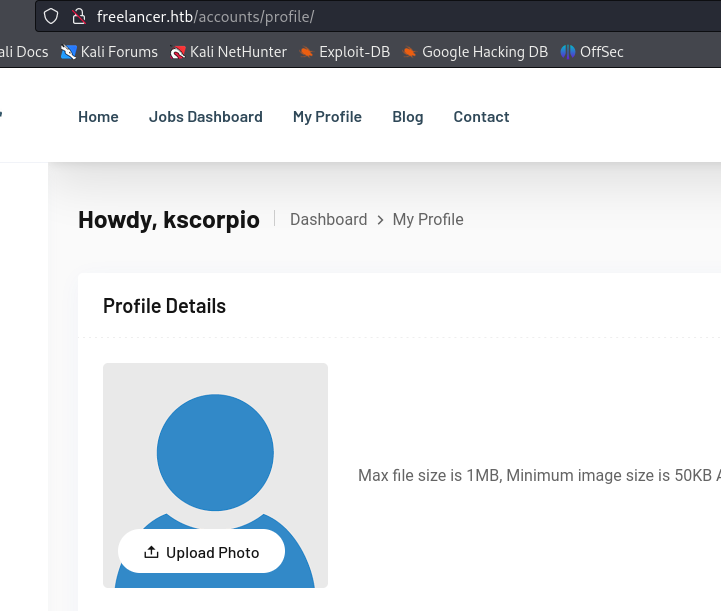 freelancer.htb/accounts/profile/
ali Docs Kali Forums Kali NetHunter Exploit-DB Google Hacking DB OffSec
Home Jobs Dashboard My Profile Blog Contact
Howdy, kscorpio Dashboard > My Profile
Profile Details
Max file size is 1MB, Minimum image size is 50KB A
Upload Photo